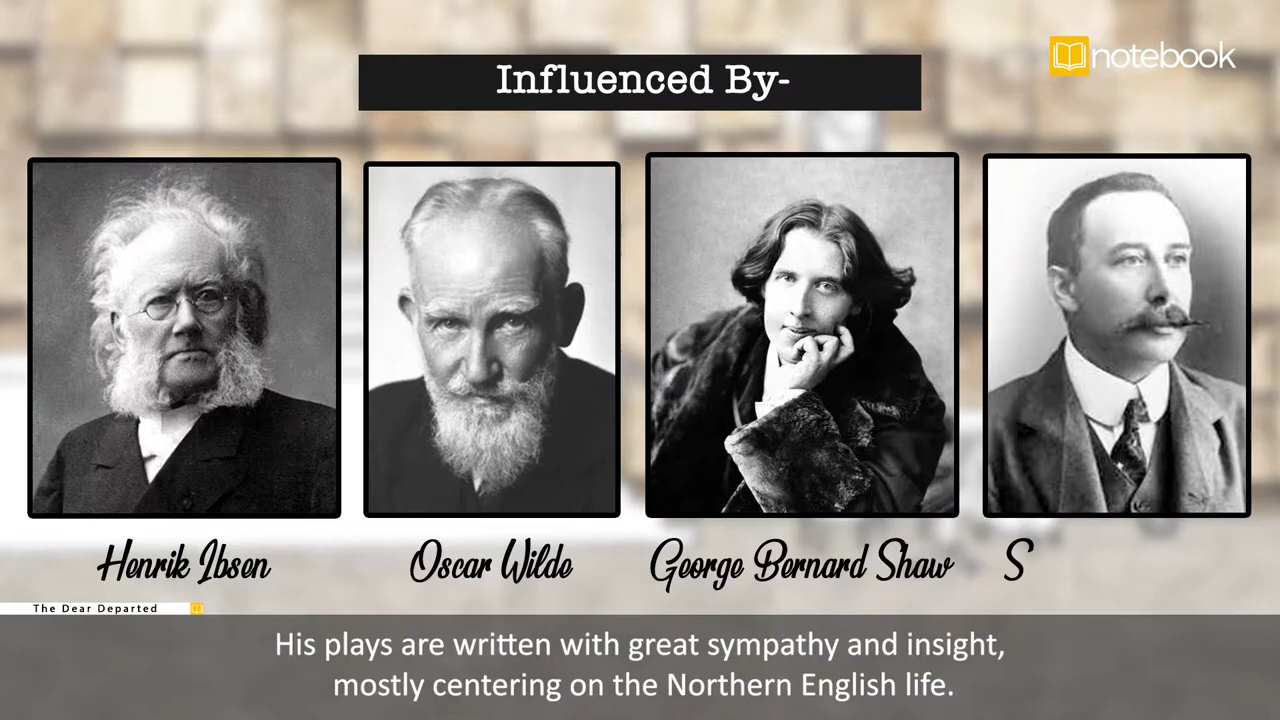 notebook
Influenced By-
Henrik Ibsen
Oscar Wilde
George Bernard Shaw
S
The Dear Departed
His plays are written with great sympathy and insight,
mostly centering on the Northern English life.